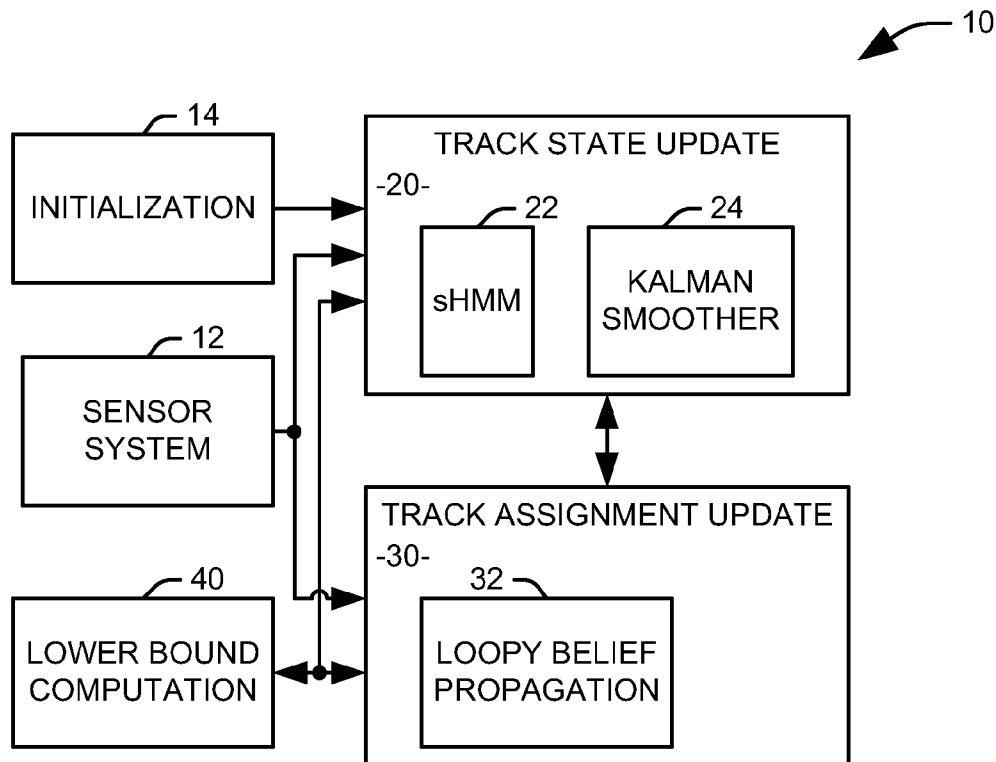 10
14
INITIALIZATION
TRACK STATE UPDATE
-20-
22
sHMM
24
KALMAN
SMOOTHER
12
SENSOR
SYSTEM
TRACK ASSIGNMENT UPDATE
-30-
32
LOOPY BELIEF
PROPAGATION
40
LOWER BOUND
COMPUTATION